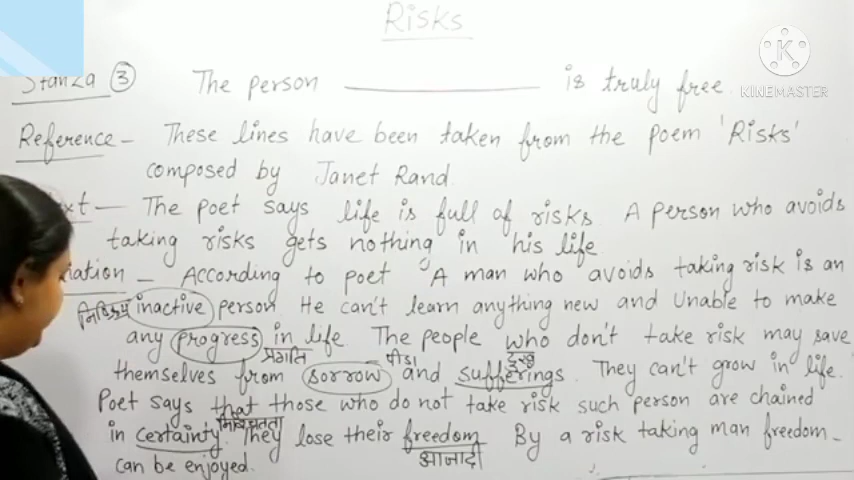 Risks
KINEMASTER
Stanza ③ The person ____________ is truly free
Reference - These lines have been taken from the poem 'Risks'
composed by Janet Rand.
The poet says life is full of risks. A person who avoids
taking risks gets nothing in his life
According to poet A man who avoids taking risk is an
निष्क्रिय inactive person. He can't learn anything new and unable to make
any progress in life. The people who don't take risk may save
प्रगति पीड़ा दुःख
themselves from sorrow and sufferings. They can't grow in life.
Poet says that those who do not take risk such person are chained
निश्चितता
in certainty. They lose their freedom. By a risk taking man freedom
आजादी
can be enjoyed.